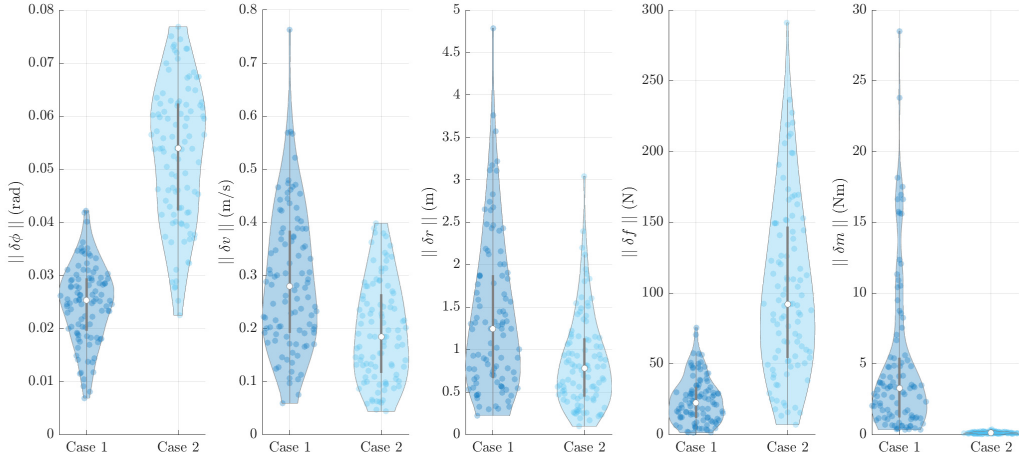 0.08
0.07
0.06
0.05
0.04
0.03
0.02
0.01
0
|| δϕ || (rad)
Case 1
Case 2
0.8
0.7
0.6
0.5
0.4
0.3
0.2
0.1
0
|| δv || (m/s)
Case 1
Case 2
5
4.5
4
3.5
3
2.5
2
1.5
1
0.5
0
|| δr || (m)
Case 1
Case 2
300
250
200
150
100
50
0
|| δf || (N)
Case 1
Case 2
30
25
20
15
10
5
0
|| δm || (Nm)
Case 1
Case 2